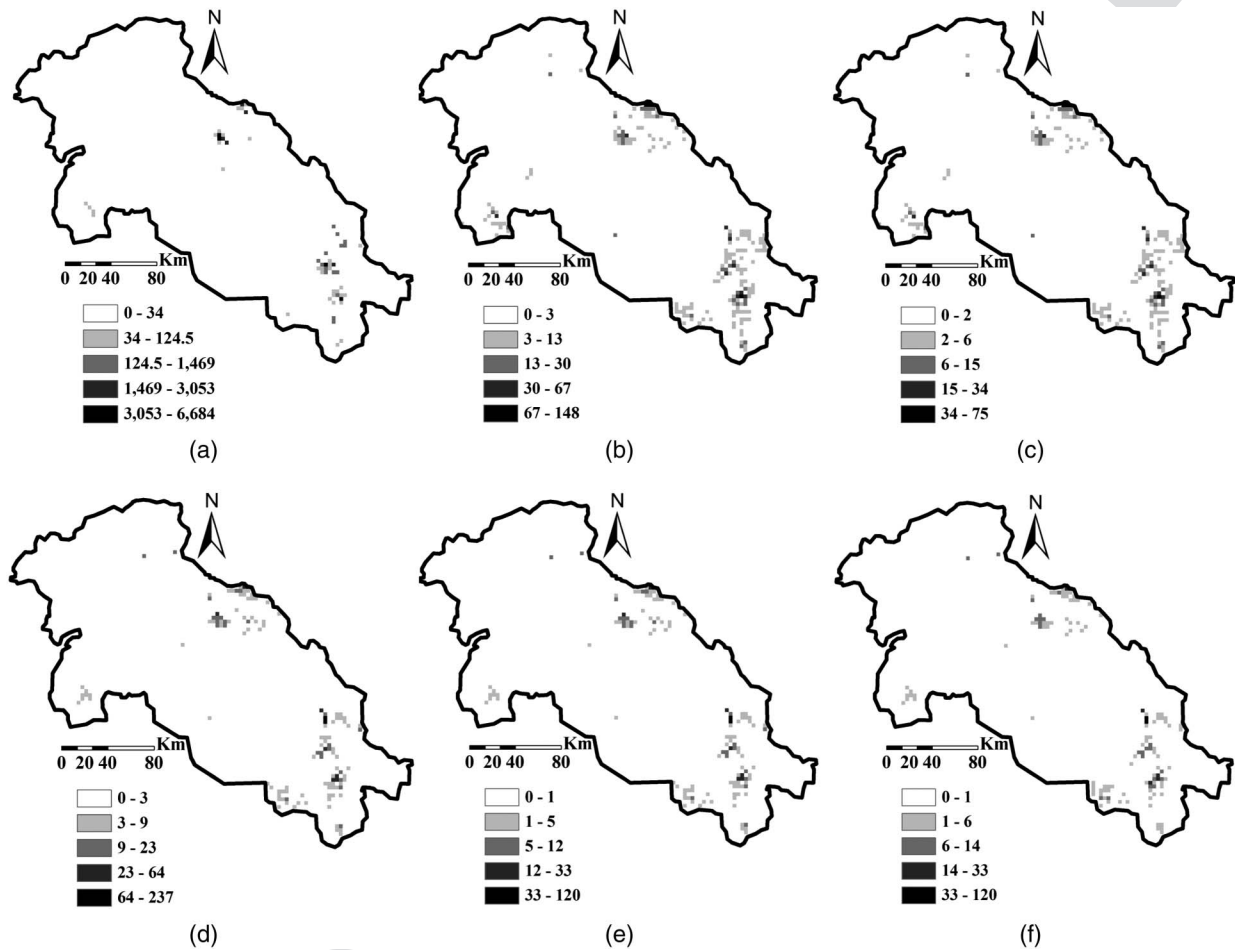 N
Km
0 20 40 80
0 - 34
34 - 124.5
124.5 - 1,469
1,469 - 3,053
3,053 - 6,684
(a)
N
Km
0 20 40 80
0 - 3
3 - 13
13 - 30
30 - 67
67 - 148
(b)
N
Km
0 20 40 80
0 - 2
2 - 6
6 - 15
15 - 34
34 - 75
(c)
N
Km
0 20 40 80
0 - 3
3 - 9
9 - 23
23 - 64
64 - 237
(d)
N
Km
0 20 40 80
0 - 1
1 - 5
5 - 12
12 - 33
33 - 120
(e)
N
Km
0 20 40 80
0 - 1
1 - 6
6 - 14
14 - 33
33 - 120
(f)